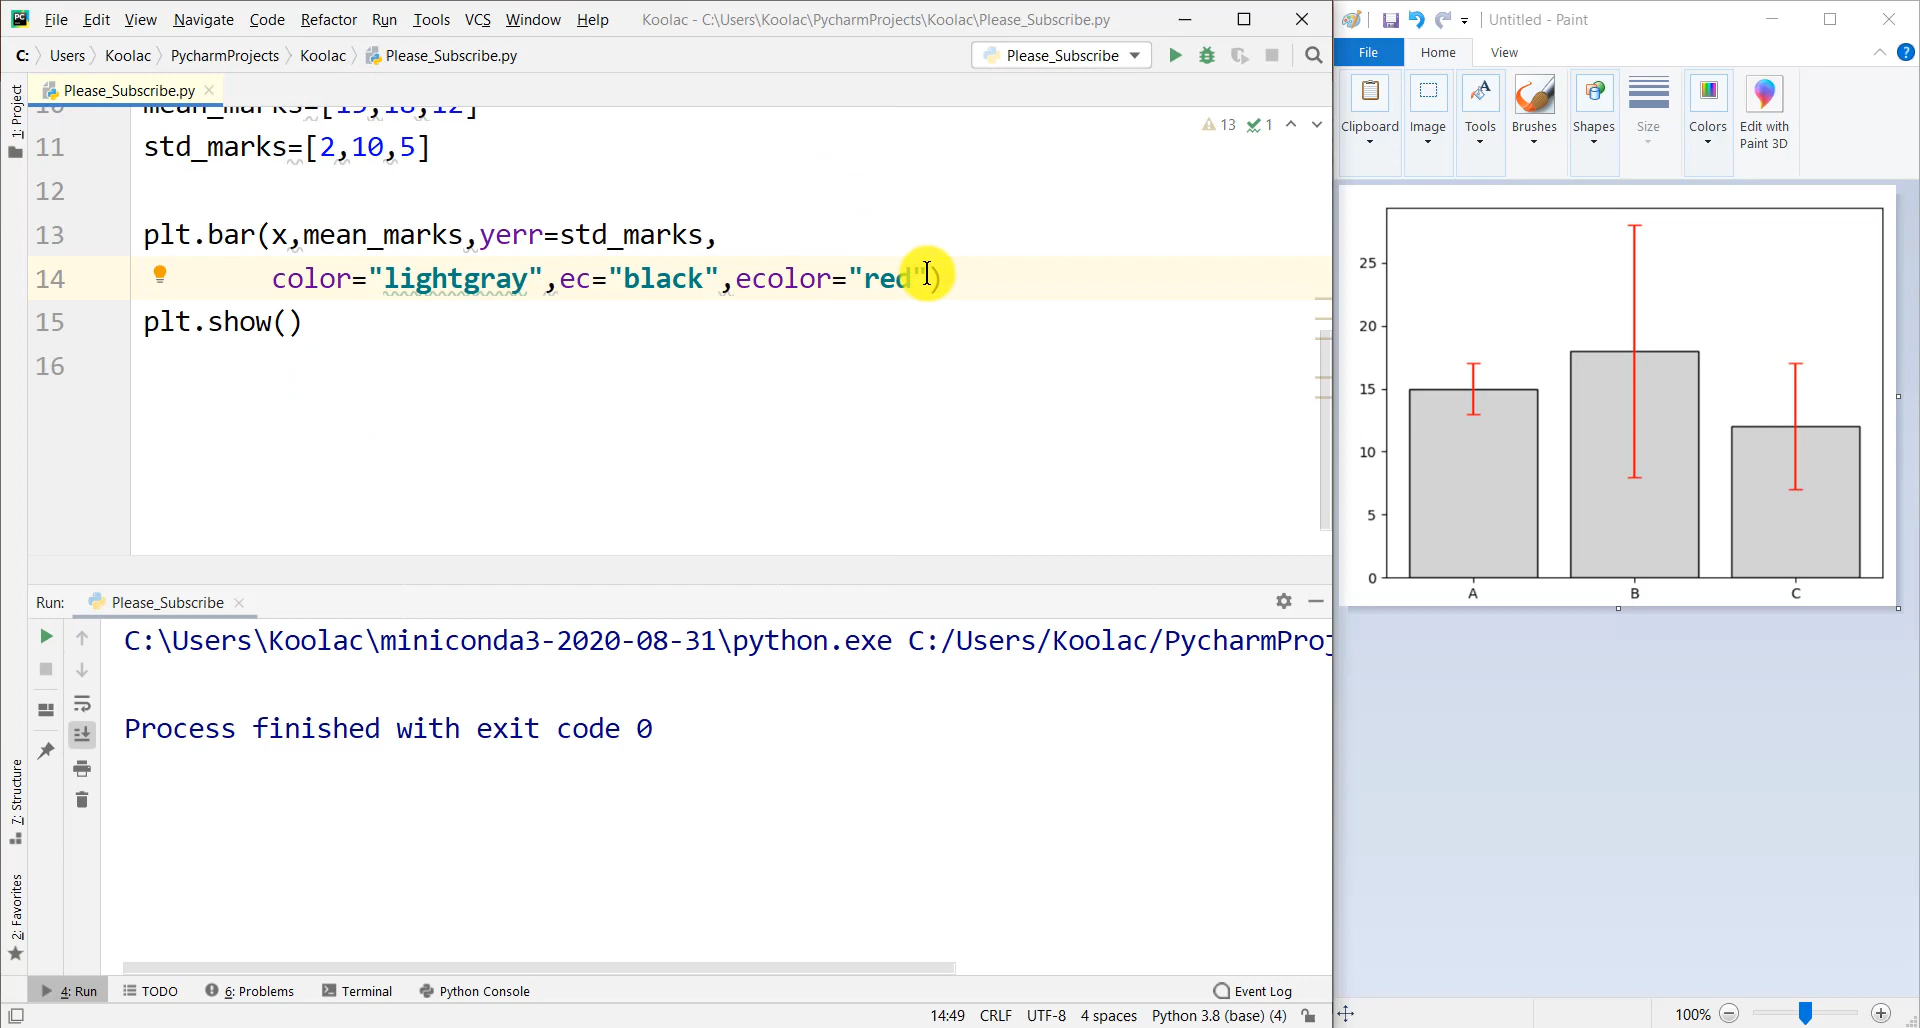 File Edit View Navigate Code Refactor Run Tools VCS Window Help Koolac - C:\Users\Koolac\PycharmProjects\Koolac\Please_Subscribe.py
C: Users Koolac PycharmProjects Koolac Please_Subscribe.py Please_Subscribe
Please_Subscribe.py
13 1
10 mean_marks=[15,18,12]
11 std_marks=[2,10,5]
12
13 plt.bar(x,mean_marks,yerr=std_marks,
14 color="lightgray",ec="black",ecolor="red")
15 plt.show()
16
1: Project
7: Structure
2: Favorites
Run: Please_Subscribe
C:\Users\Koolac\miniconda3-2020-08-31\python.exe C:/Users/Koolac/PycharmProj
Process finished with exit code 0
4: Run TODO 6: Problems Terminal Python Console Event Log
14:49 CRLF UTF-8 4 spaces Python 3.8 (base) (4)
Untitled - Paint
File Home View
Clipboard Image Tools Brushes Shapes Size Colors Edit with
Paint 3D
25
20
15
10
5
0
A B C
100%